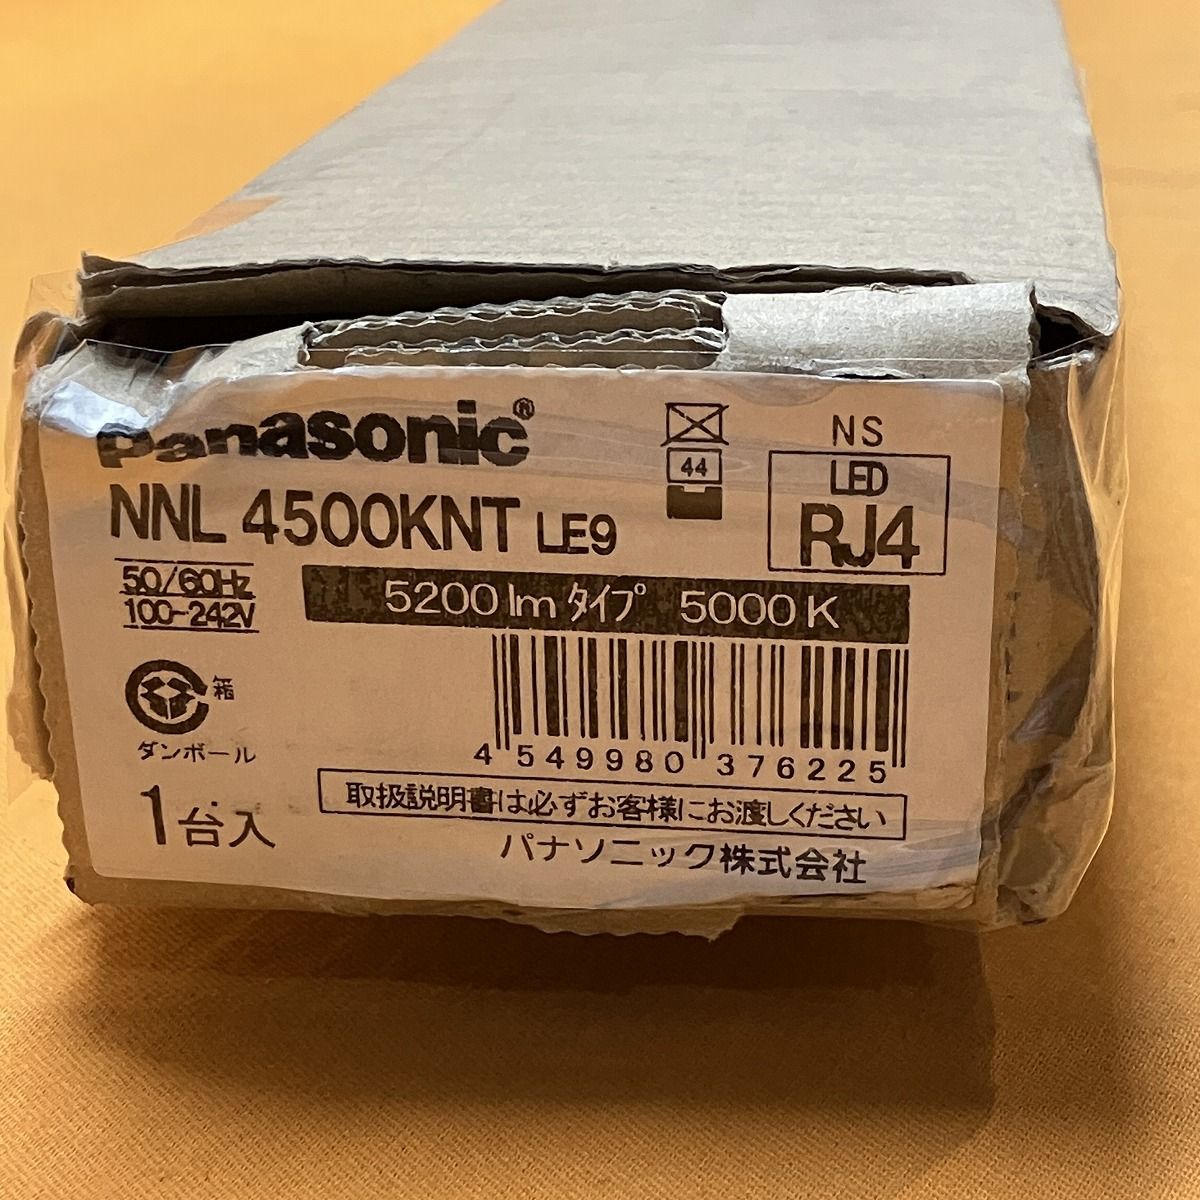 Panasonic®
NNL 4500KNT LE9
44
NS
LED
RJ4
50/60Hz
100-242V
5200 lm タイプ 5000K
箱
ダンボール
4 549980 376225
1台入
取扱説明書は必ずお客様にお渡しください
パナソニック株式会社